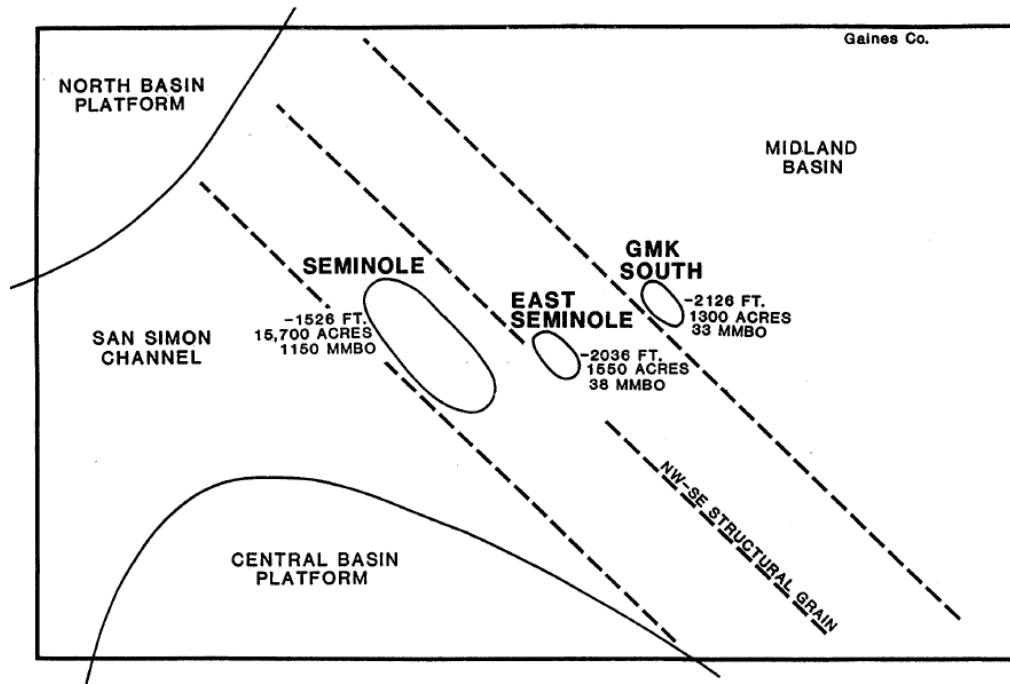 Gaines Co.
NORTH BASIN
PLATFORM
MIDLAND
BASIN
GMK
SOUTH
-2126 FT.
1300 ACRES
33 MMBO
SEMINOLE
-1526 FT.
15,700 ACRES
1150 MMBO
EAST
SEMINOLE
-2036 FT.
1550 ACRES
38 MMBO
SAN SIMON
CHANNEL
NW-SE STRUCTURAL GRAIN
CENTRAL BASIN
PLATFORM